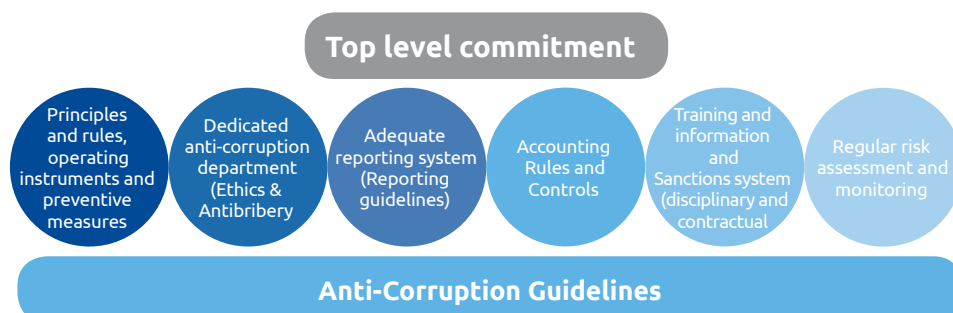 Top level commitment
Principles
and rules,
operating
instruments and
preventive
measures
Dedicated
anti-corruption
department
(Ethics &
Antibribery
Adequate
reporting system
(Reporting
guidelines)
Accounting
Rules and
Controls
Training and
information
and
Sanctions system
(disciplinary and
contractual
Regular risk
assessment and
monitoring
Anti-Corruption Guidelines